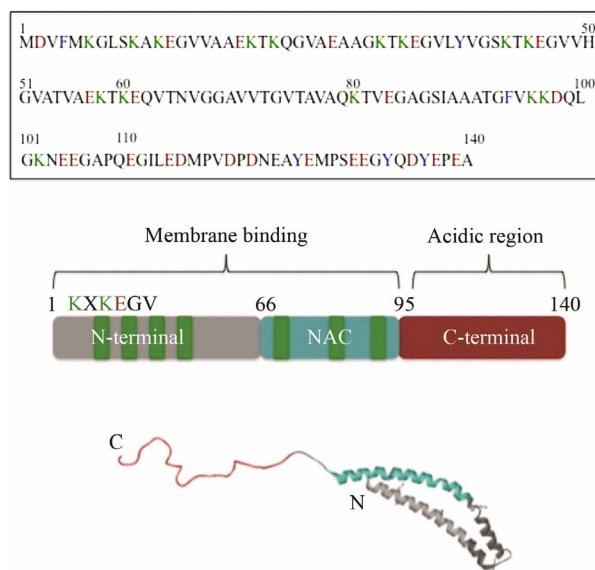 1 50
MDVFMKGLSKAKEGVVAAEKTKQGVAEAAGKTKEGVLYVGSKTKEGVVH
51 60 80 100
GVATVAEKTKEQVTNVGGAVVTGVTAVAQKTVEGAGSIAAATGFVKKDQL
101 110 140
GKNEEGAPQEGILEDMPVDPDNEAYEMPSEEGYQDYEPEA
Membrane binding Acidic region
1 KXKEGV 66 95 140
N-terminal NAC C-terminal
C
N